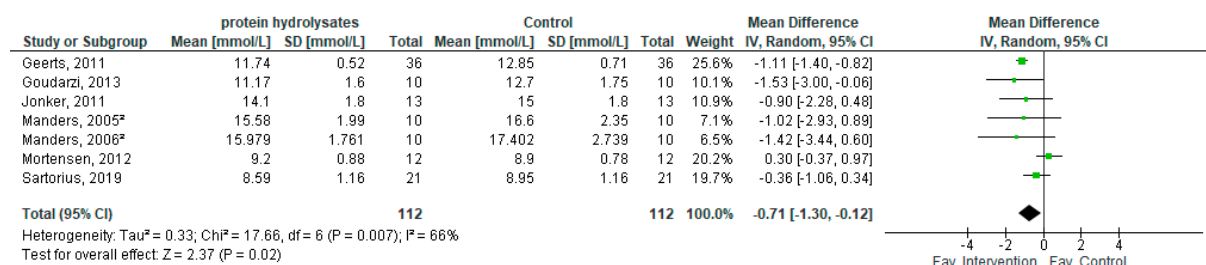 protein hydrolysates Control Mean Difference Mean Difference
Study or Subgroup Mean [mmol/L] SD [mmol/L] Total Mean [mmol/L] SD [mmol/L] Total Weight IV, Random, 95% CI IV, Random, 95% CI
Geerts, 2011 11.74 0.52 36 12.85 0.71 36 25.6% -1.11 [-1.40, -0.82]
Goudarzi, 2013 11.17 1.6 10 12.7 1.75 10 10.1% -1.53 [-3.00, -0.06]
Jonker, 2011 14.1 1.8 13 15 1.8 13 10.9% -0.90 [-2.28, 0.48]
Manders, 2005² 15.58 1.99 10 16.6 2.35 10 7.1% -1.02 [-2.93, 0.89]
Manders, 2006² 15.979 1.761 10 17.402 2.739 10 6.5% -1.42 [-3.44, 0.60]
Mortensen, 2012 9.2 0.88 12 8.9 0.78 12 20.2% 0.30 [-0.37, 0.97]
Sartorius, 2019 8.59 1.16 21 8.95 1.16 21 19.7% -0.36 [-1.06, 0.34]
Total (95% CI) 112 112 100.0% -0.71 [-1.30, -0.12]
Heterogeneity: Tau² = 0.33; Chi² = 17.66, df = 6 (P = 0.007); I² = 66%
Test for overall effect: Z = 2.37 (P = 0.02)
-4 -2 0 2 4
Fav. Intervention Fav. Control